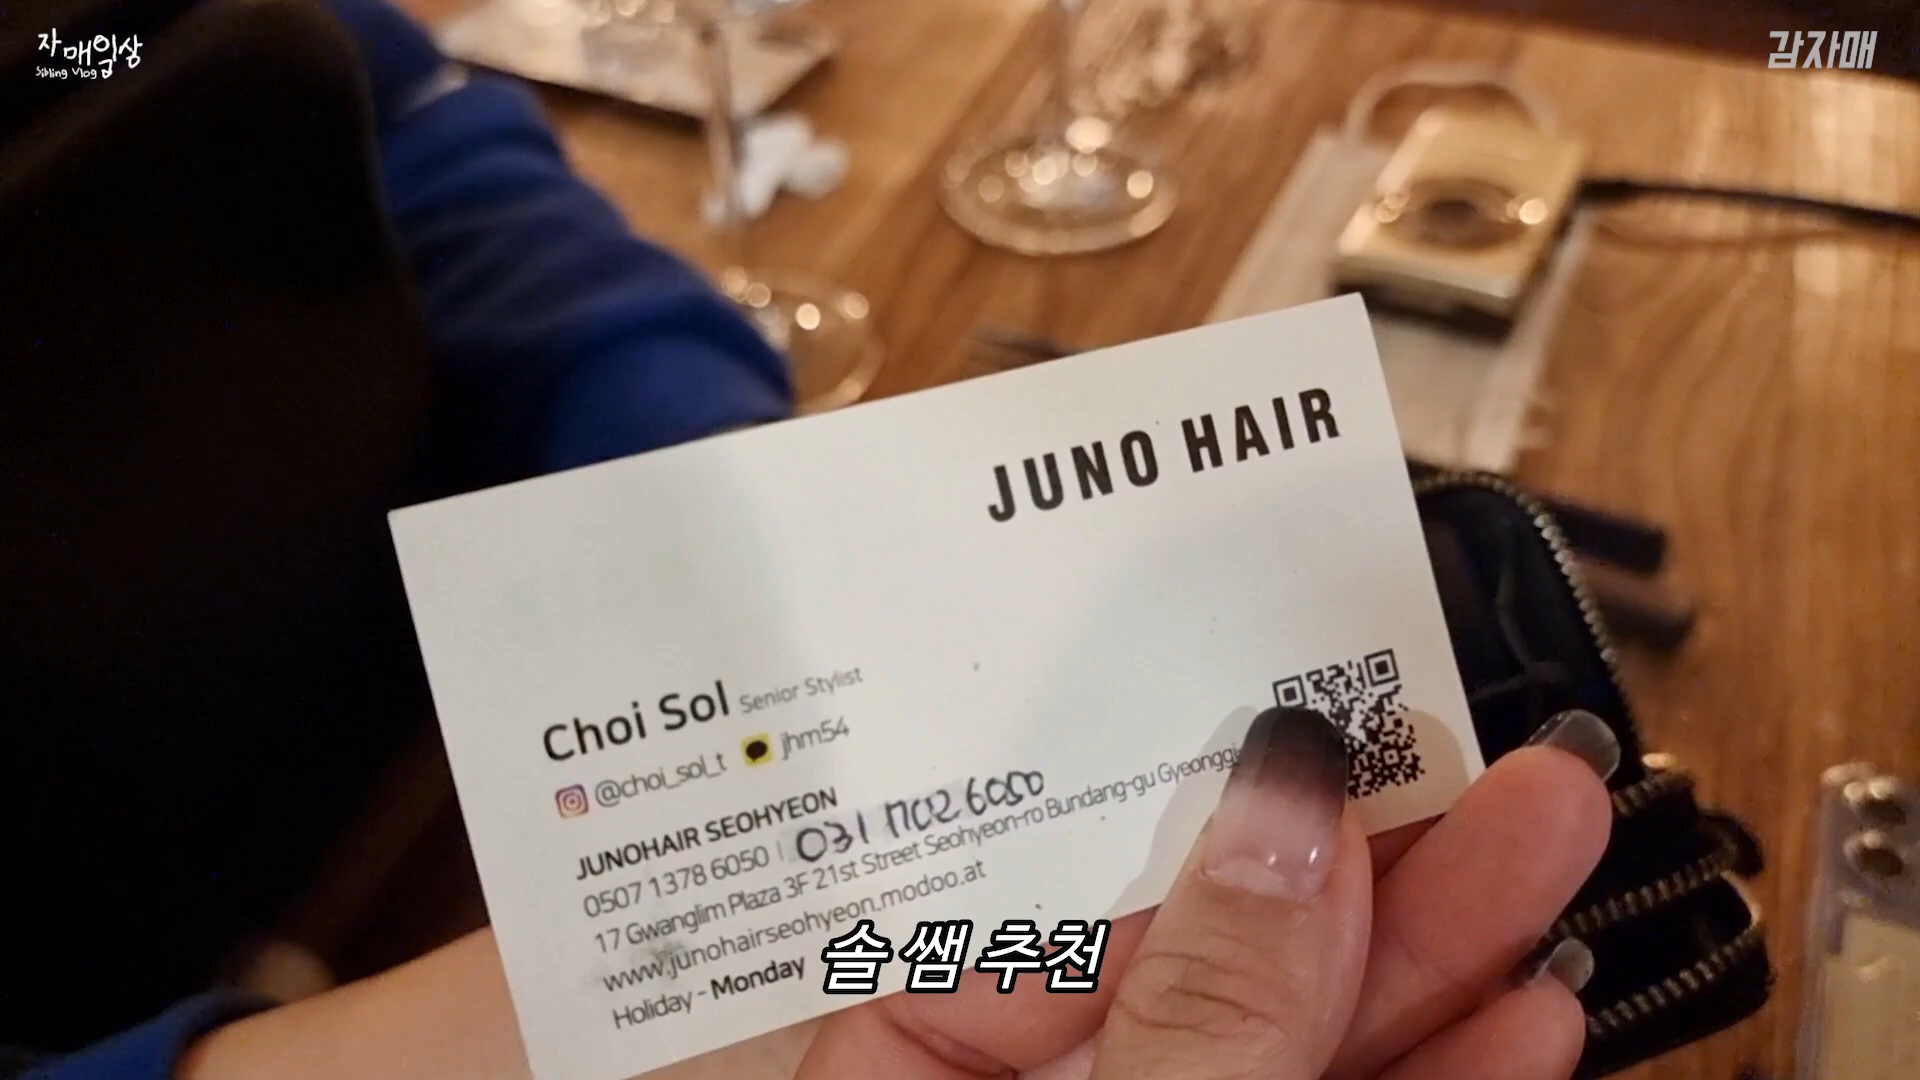 자매일상
Sibling Vlog
감자매
JUNO HAIR
Choi Sol Senior Stylist
@choi_sol_t jhm54
JUNOHAIR SEOHYEON
0507 1378 6050 | 031 1702 6050
17 Gwanglim Plaza 3F 21st Street Seohyeon-ro Bundang-gu Gyeonggi
www.junohairseohyeon.modoo.at
Holiday - Monday
솔 쌤 추천